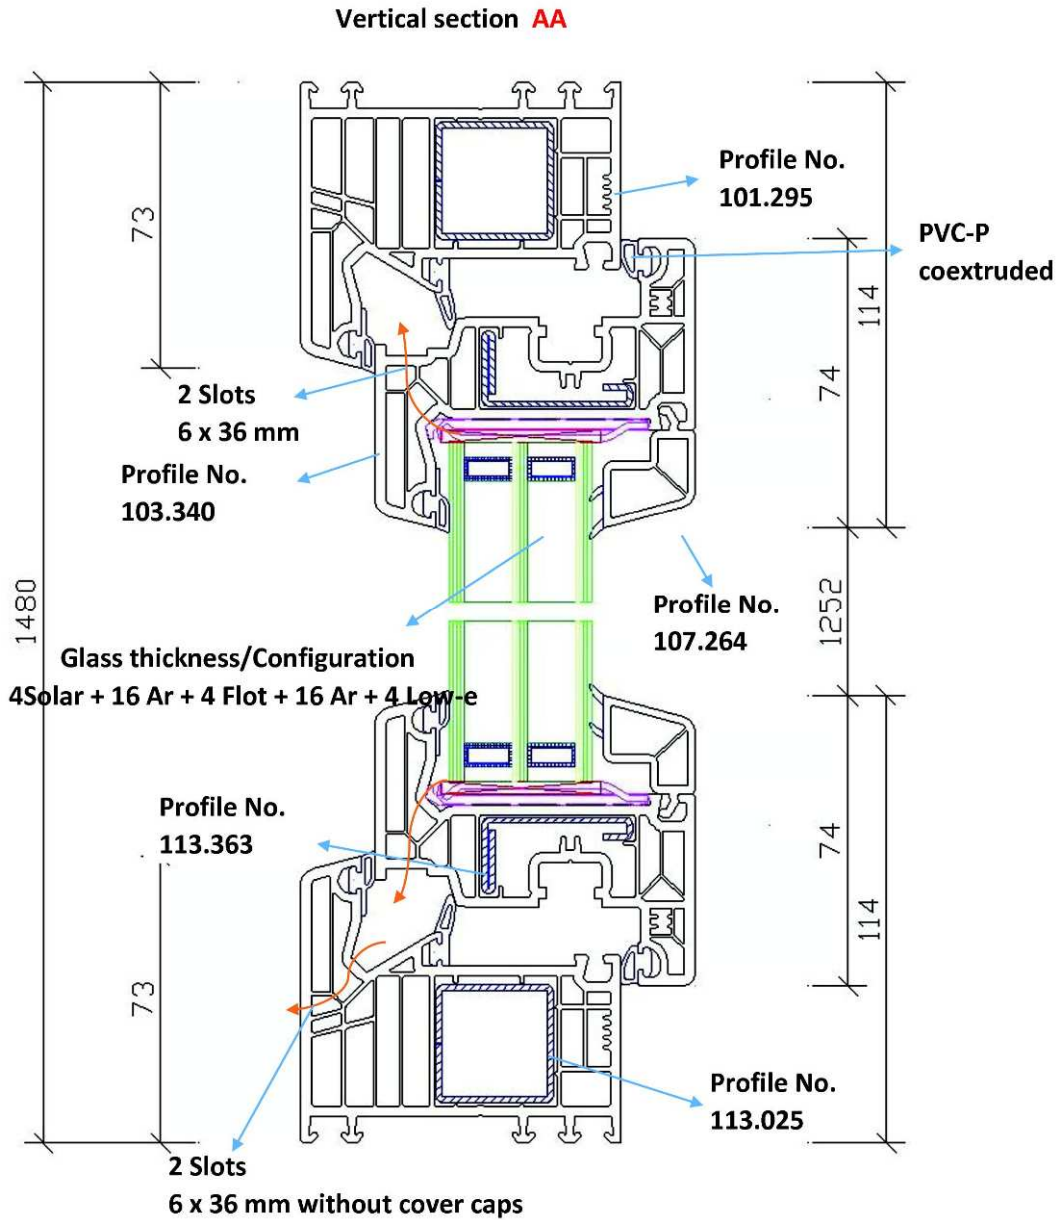 Vertical section AA
Profile No.
101.295
73
PVC-P
coextruded
114
74
2 Slots
6 x 36 mm
Profile No.
103.340
1480
1252
Profile No.
107.264
Glass thickness/Configuration
4Solar + 16 Ar + 4 Flot + 16 Ar + 4 Low-e
Profile No.
113.363
74
114
73
Profile No.
113.025
2 Slots
6 x 36 mm without cover caps